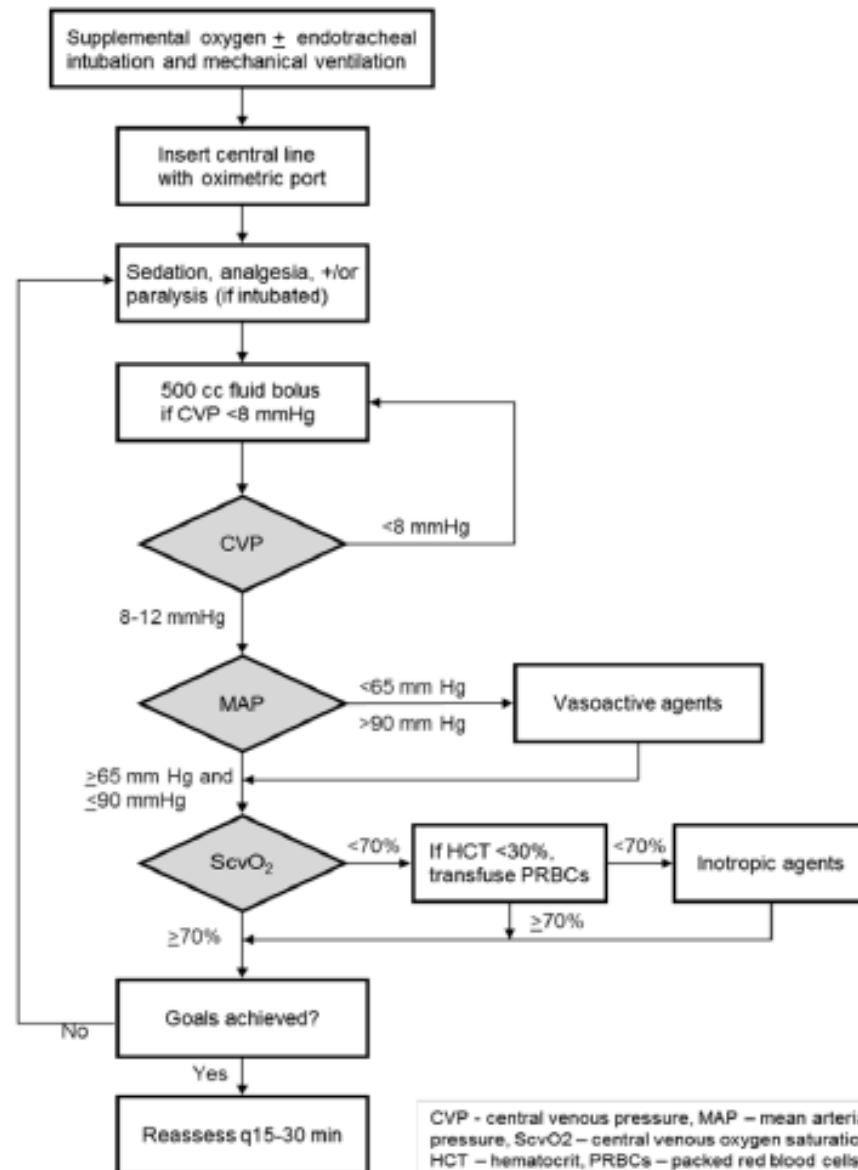 Supplemental oxygen ± endotracheal
intubation and mechanical ventilation
Insert central line
with oximetric port
Sedation, analgesia, +/or
paralysis (if intubated)
500 cc fluid bolus
if CVP <8 mmHg
CVP
<8 mmHg
8-12 mmHg
MAP
<65 mm Hg
>90 mm Hg
Vasoactive agents
≥65 mm Hg and
≤90 mmHg
ScvO₂
<70%
If HCT <30%,
transfuse PRBCs
<70%
Inotropic agents
≥70%
≥70%
Goals achieved?
No
Yes
Reassess q15-30 min
CVP - central venous pressure, MAP – mean
pressure, ScvO2 – central venous oxygen
HCT – hematocrit, PRBCs – packed red blood cells